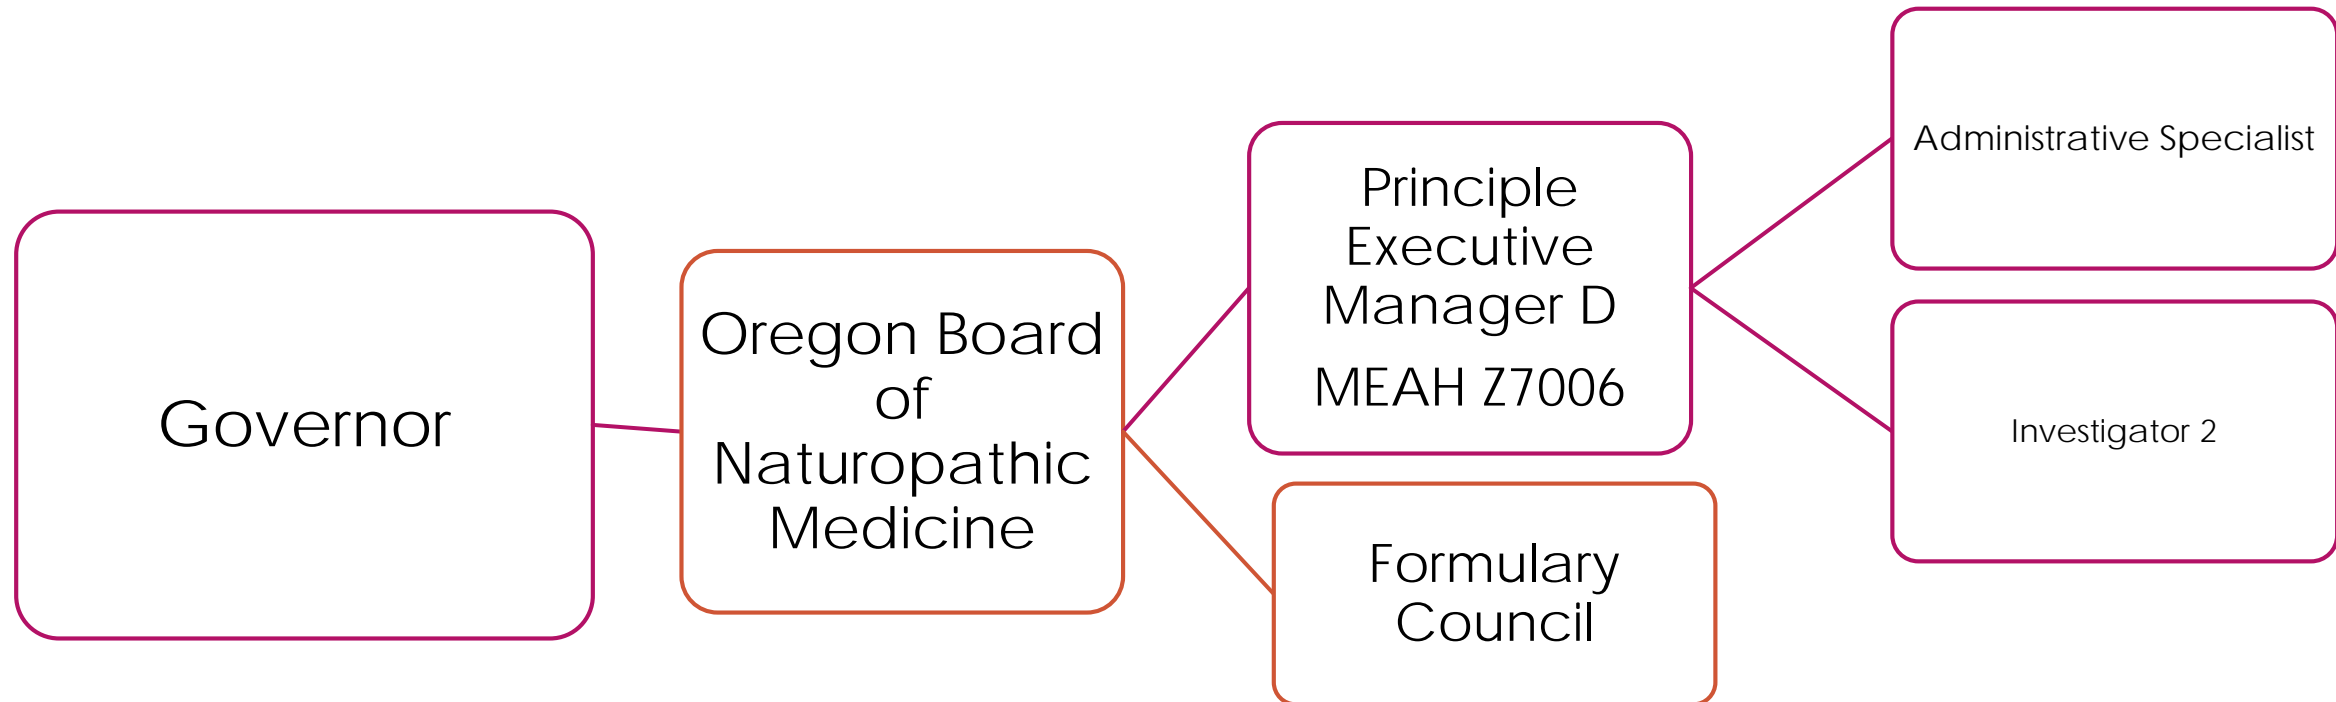 Governor
Oregon Board
of
Naturopathic
Medicine
Principle
Executive
Manager D
MEAH Z7006
Formulary
Council
Administrative Specialist
Investigator 2